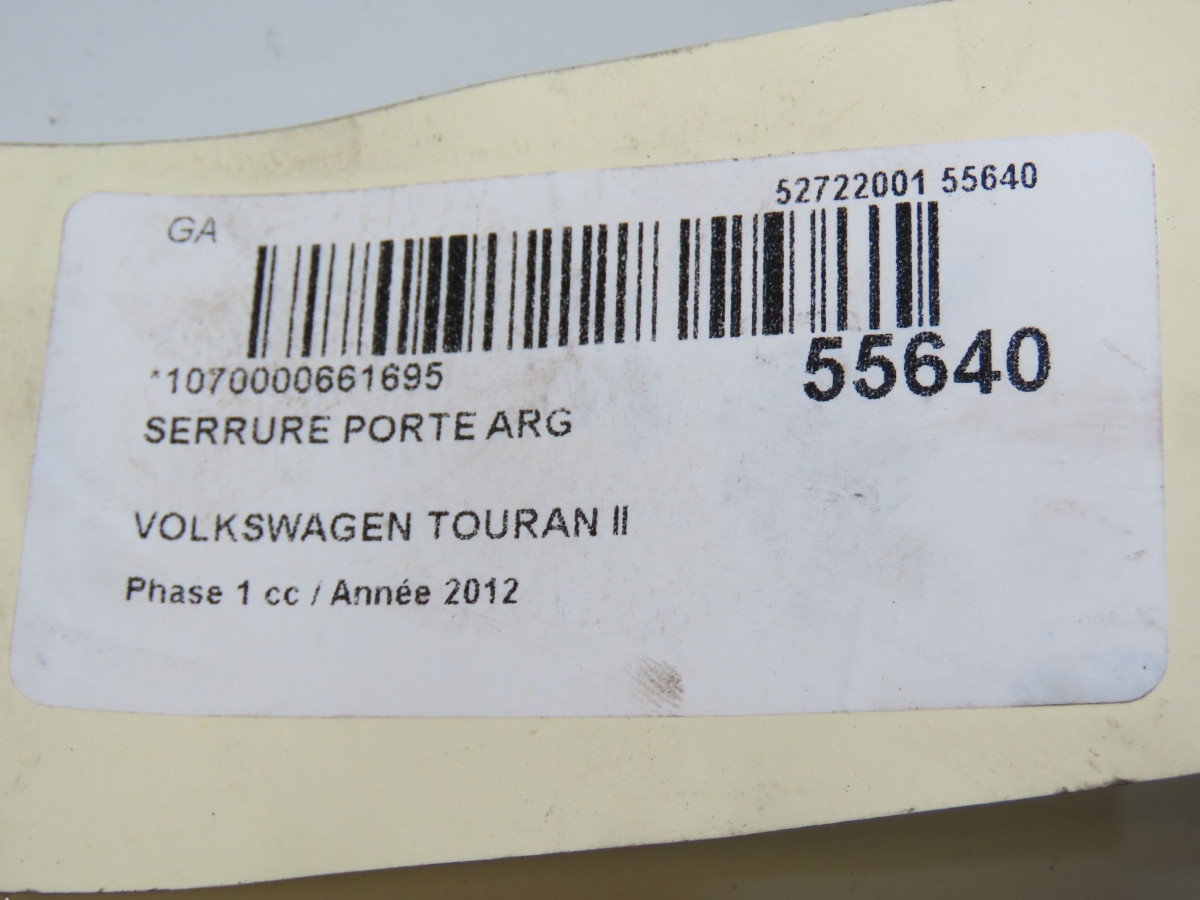 GA
52722001 55640
55640
*1070000661695
SERRURE PORTE ARG
VOLKSWAGEN TOURAN II
Phase 1 cc / Année 2012